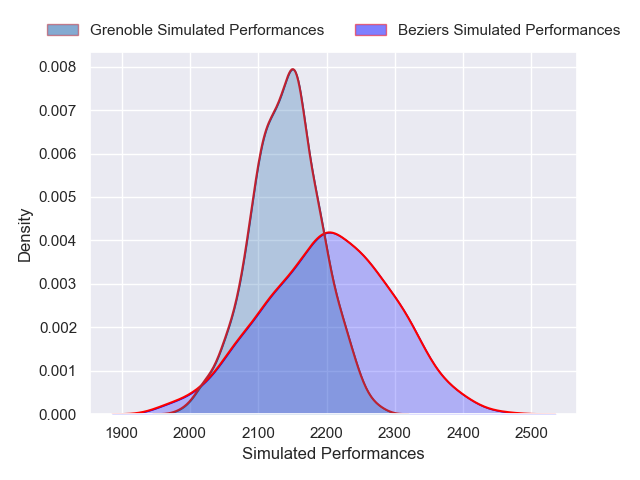 Grenoble Simulated Performances Beziers Simulated Performances
0.008
0.007
0.006
0.005
0.004
0.003
0.002
0.001
0.000
Density
1900 2000 2100 2200 2300 2400 2500
Simulated Performances